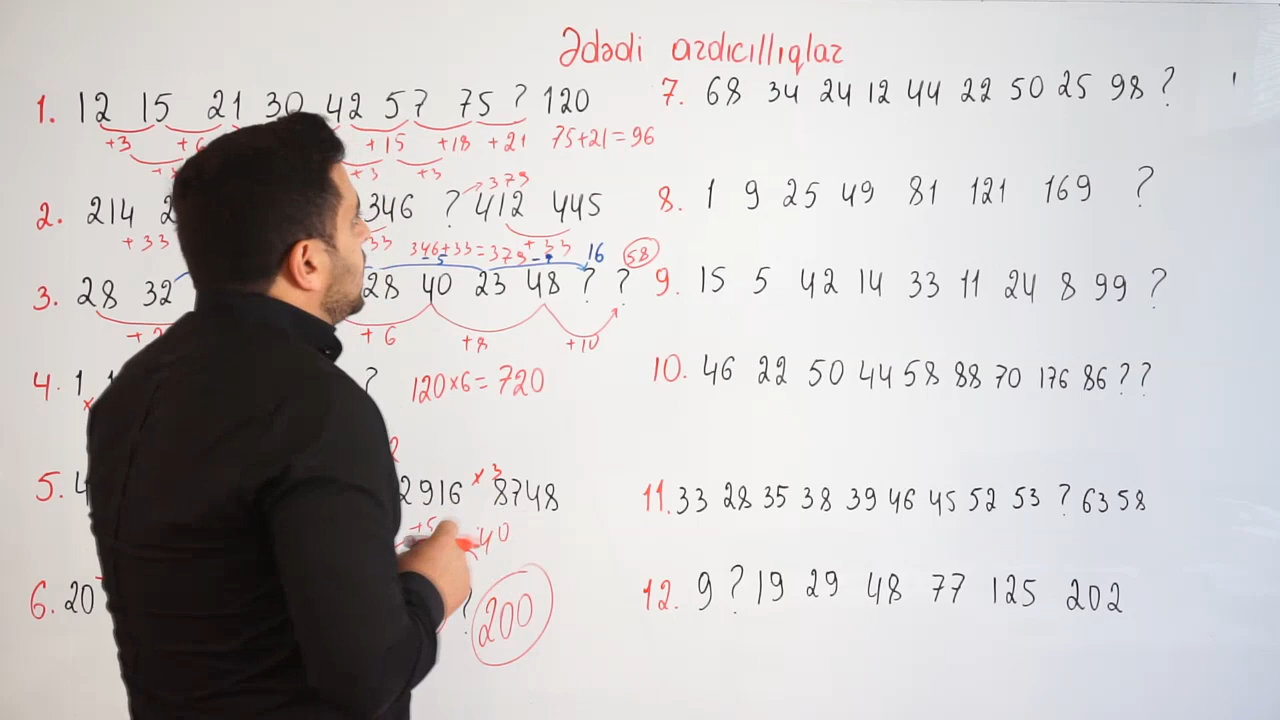 Ədədi ardıcıllıqlar
1. 12 15 21 30 42 57 75 ? 120
+3 +6 +15 +18 +21 75+21=96
+3 +3
2. 214 346 ? 412 445
379
+33 346+33=379 +33
3. 28 32 28 40 23 48 ? ?
-5 16 58
+6 +8 +10
4. 1 ? 120×6=720
5. 4 2916 ×3 8748
+5 40
6. 20 ? 200
7. 68 34 24 12 44 22 50 25 98 ?
8. 1 9 25 49 81 121 169 ?
9. 15 5 42 14 33 11 24 8 99 ?
10. 46 22 50 44 58 88 70 176 86 ? ?
11. 33 28 35 38 39 46 45 52 53 ? 63 58
12. 9 ? 19 29 48 77 125 202